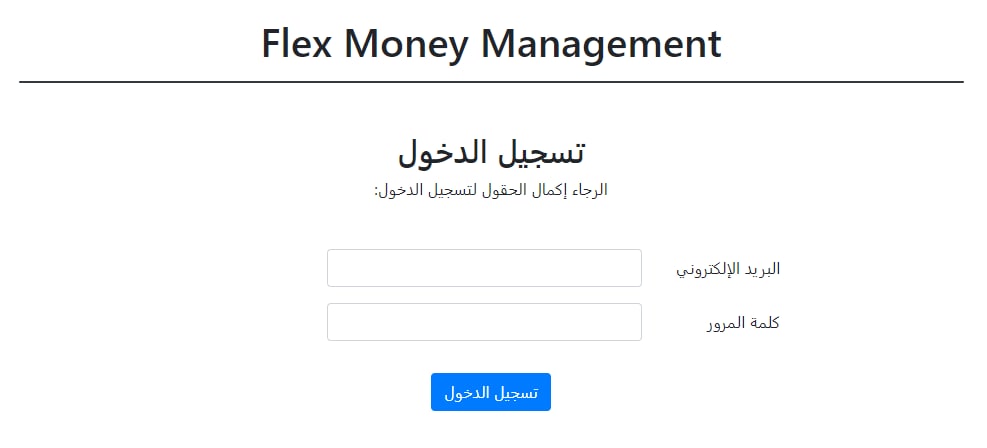 Flex Money Management
تسجيل الدخول
الرجاء إكمال الحقول لتسجيل الدخول:
البريد الإلكتروني
كلمة المرور
تسجيل الدخول